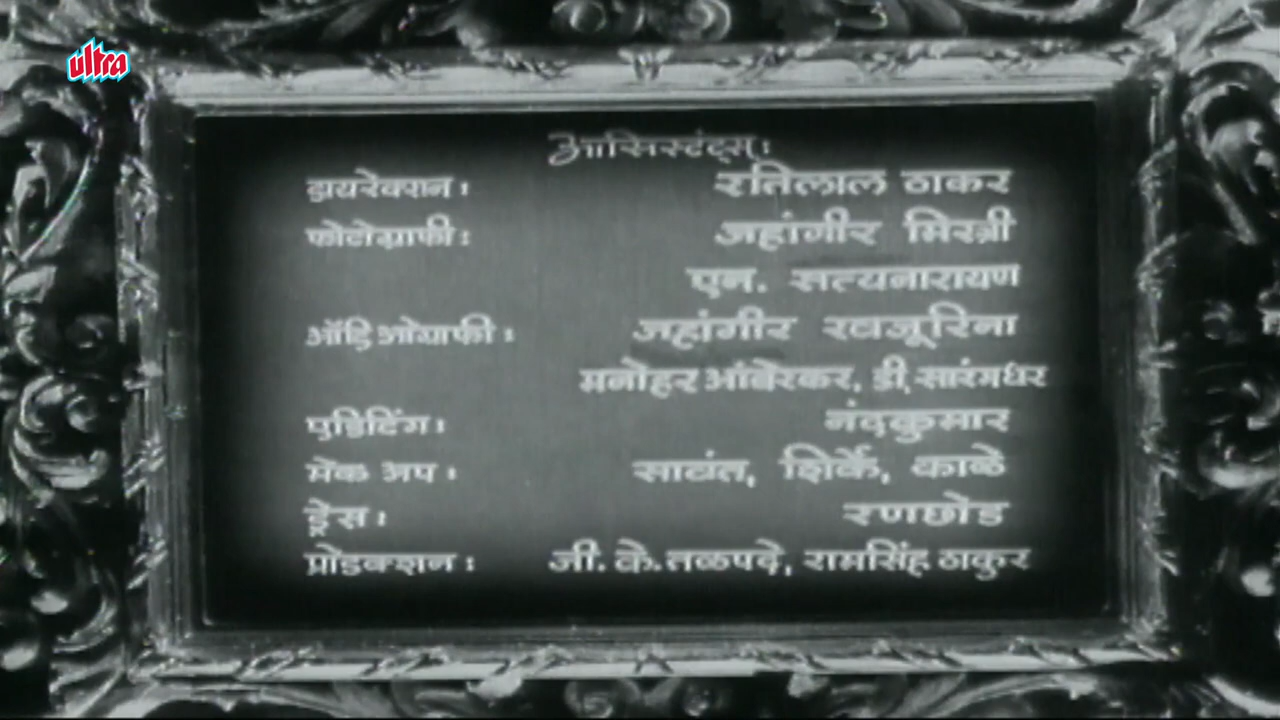 ultra
आसिस्टंट्स्:
डायरेक्शन: रतिलाल ठाकर
फोटोग्राफी: जहांगीर मिस्त्री
एन. सत्यनारायण
ऑडिओग्राफी: जहांगीर खजूरिना
मनोहर आंबेरकर, डी. सारंगधर
एडिटिंग: नंदकुमार
मेक अप: सावंत, शिर्के, काळे
ड्रेस: रणछोड
प्रोडक्शन: जी. के. तळपदे, रामसिंह ठाकुर